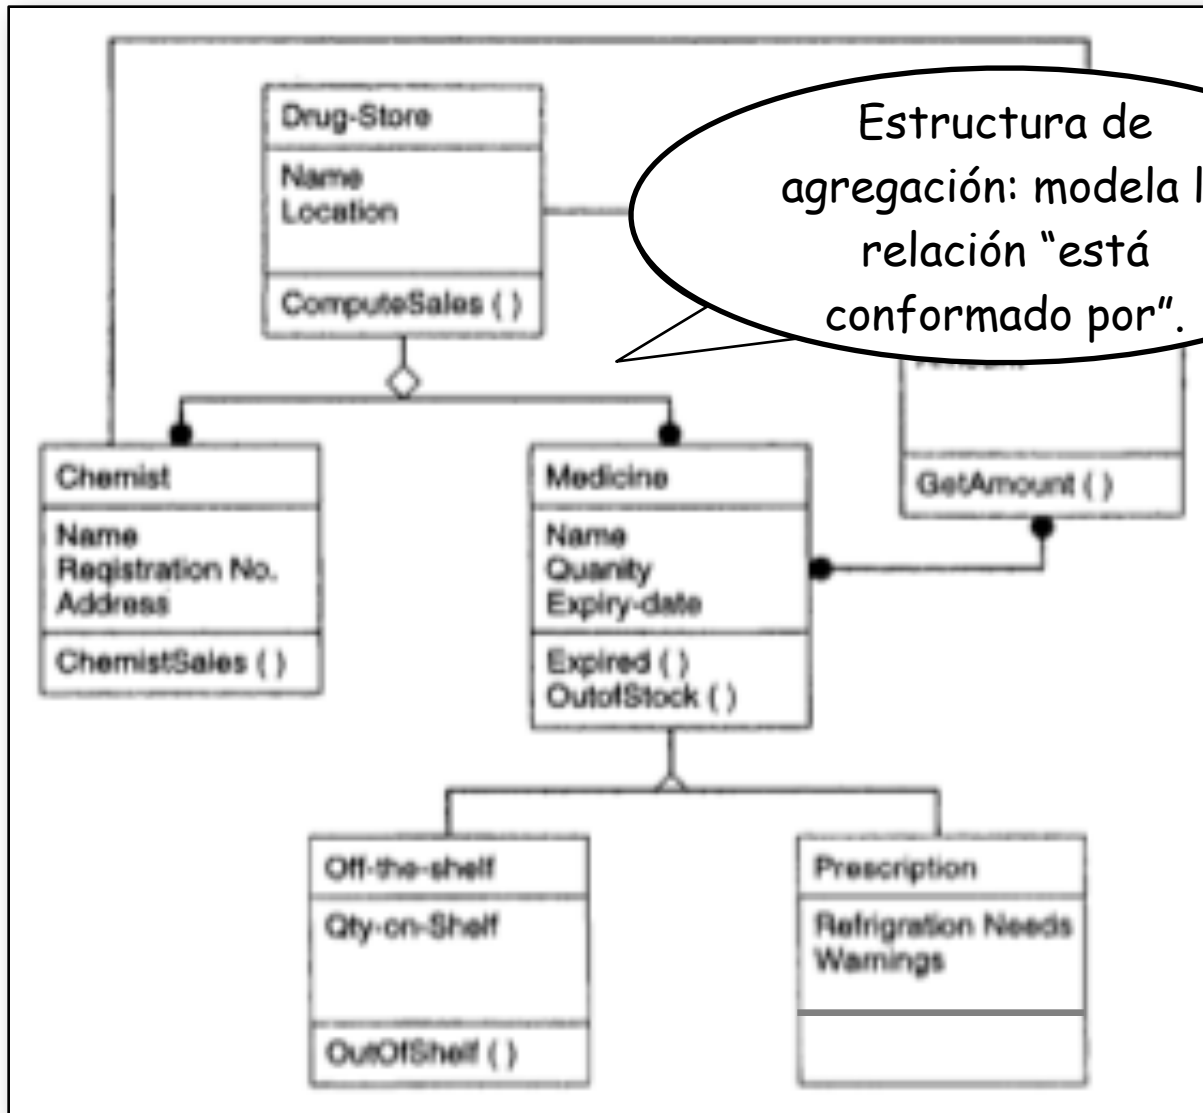 Drug-Store
Name
Location
ComputeSales ( )
Estructura de
agregación: modela l
relación “está
conformado por”.
GetAmount ( )
Chemist
Name
Registration No.
Address
ChemistSales ( )
Medicine
Name
Quanity
Expiry-date
Expired ( )
OutofStock ( )
Off-the-shelf
Qty-on-Shelf
OutOfShelf ( )
Prescription
Refrigration Needs
Warnings